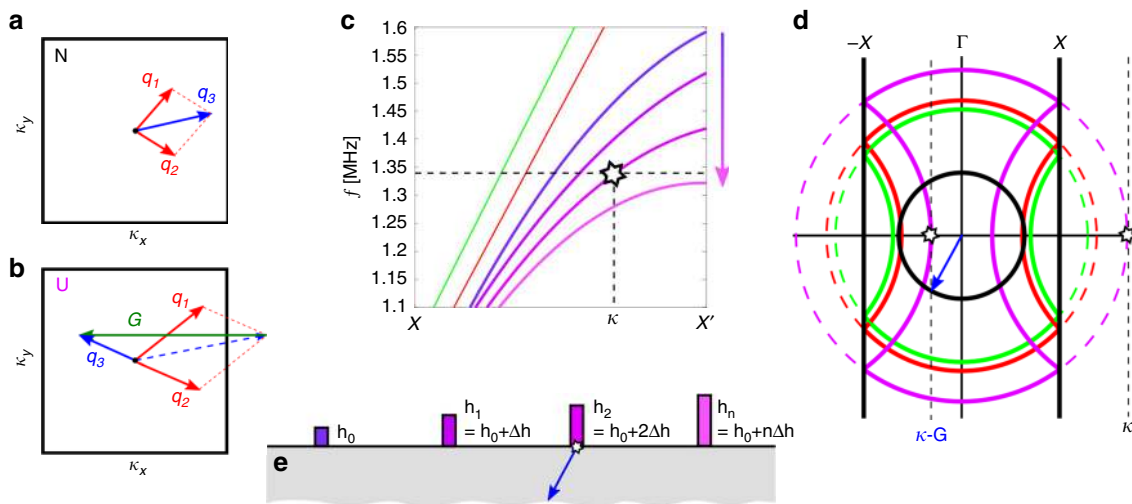 a
N
q1
q3
q2
κy
κx
b
U
q1
G
q3
q2
κy
κx
c
1.6
1.55
1.5
1.45
1.4
1.35
1.3
1.25
1.2
1.15
1.1
f [MHz]
X κ X'
d
-X Γ X
κ-G
κ
h0
h1
= h0+Δh
h2
= h0+2Δh
hn
= h0+nΔh
e